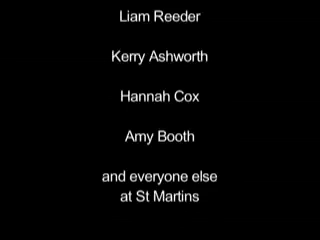 Liam Reeder
Kerry Ashworth
Hannah Cox
Amy Booth
and everyone else
at St Martins